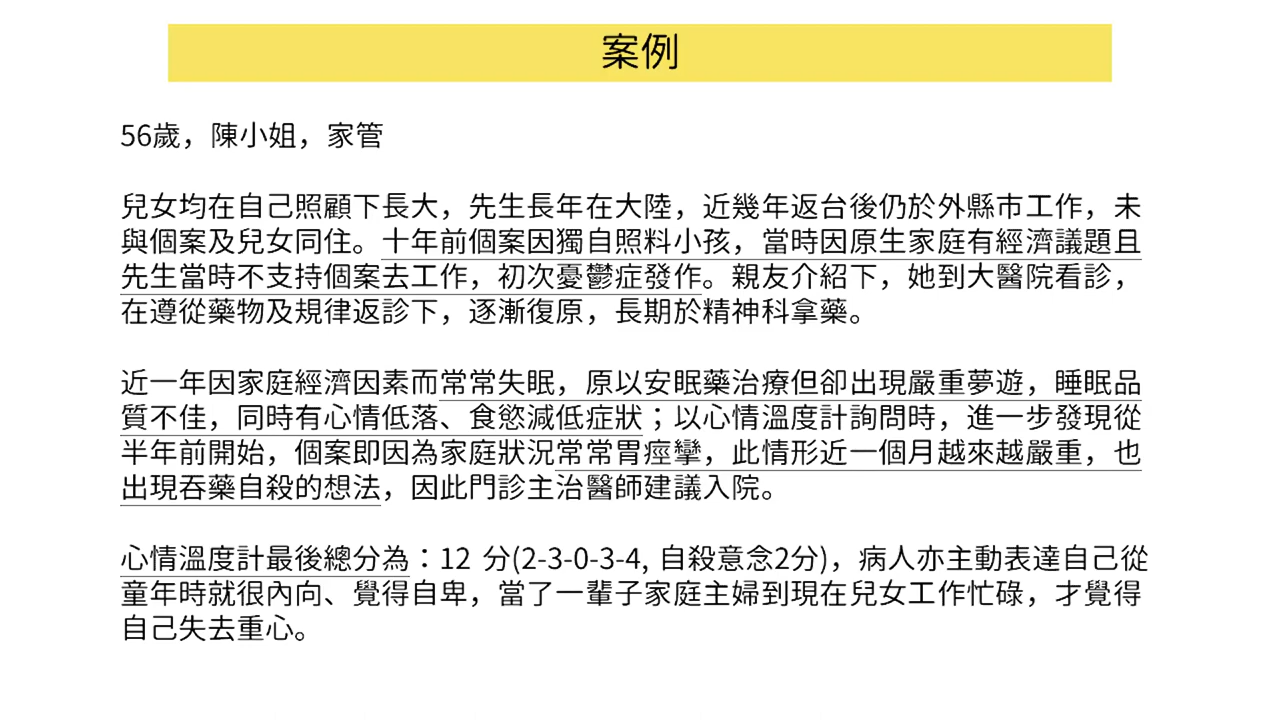 案例
56歲，陳小姐，家管
兒女均在自己照顧下長大，先生長年在大陸，近幾年返台後仍於外縣市工作，未
與個案及兒女同住。十年前個案因獨自照料小孩，當時因原生家庭有經濟議題且
先生當時不支持個案去工作，初次憂鬱症發作。親友介紹下，她到大醫院看診，
在遵從藥物及規律返診下，逐漸復原，長期於精神科拿藥。
近一年因家庭經濟因素而常常失眠，原以安眠藥治療但卻出現嚴重夢遊，睡眠品
質不佳，同時有心情低落、食慾減低症狀；以心情溫度計詢問時，進一步發現從
半年前開始，個案即因為家庭狀況常常胃痙攣，此情形近一個月越來越嚴重，也
出現吞藥自殺的想法，因此門診主治醫師建議入院。
心情溫度計最後總分為：12 分(2-3-0-3-4, 自殺意念2分)，病人亦主動表達自己從
童年時就很內向、覺得自卑，當了一輩子家庭主婦到現在兒女工作忙碌，才覺得
自己失去重心。